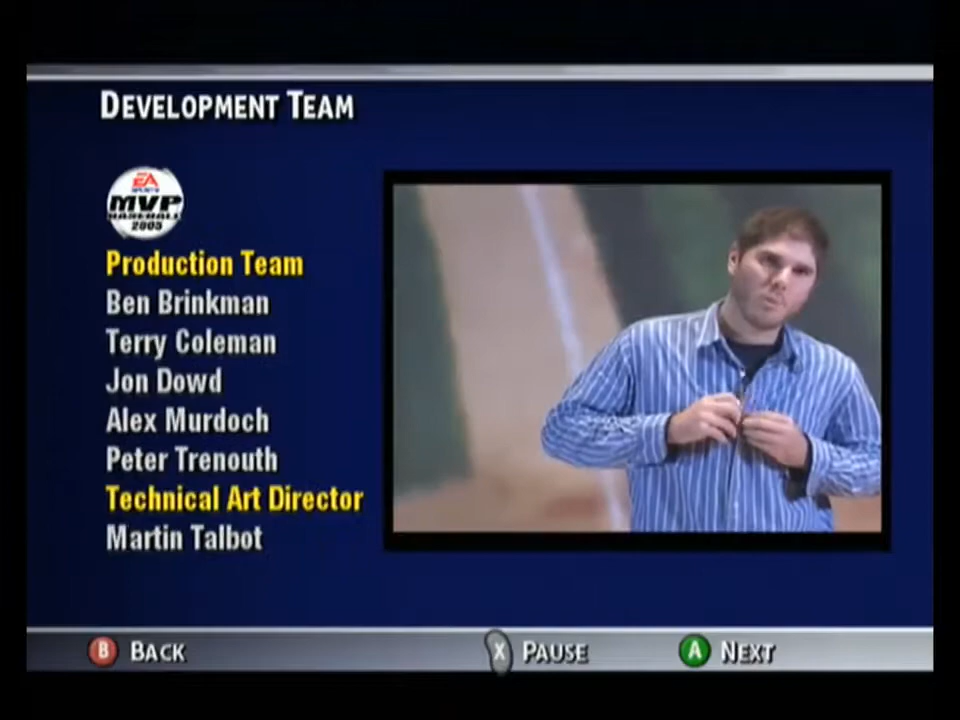 DEVELOPMENT TEAM
EA
SPORTS
MVP
BASEBALL
2005
Production Team
Ben Brinkman
Terry Coleman
Jon Dowd
Alex Murdoch
Peter Trenouth
Technical Art Director
Martin Talbot
B BACK
X PAUSE
A NEXT